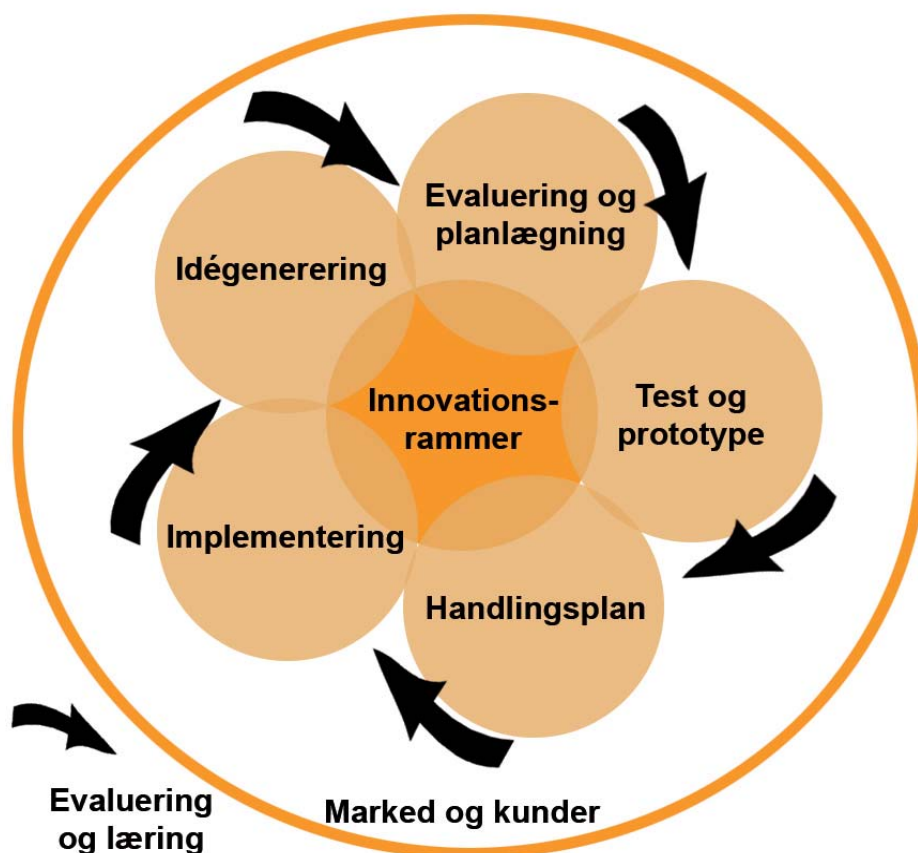 Evaluering og
planlægning
Idégenerering
Innovations-
rammer
Test og
prototype
Implementering
Handlingsplan
Evaluering
og læring
Marked og kunder